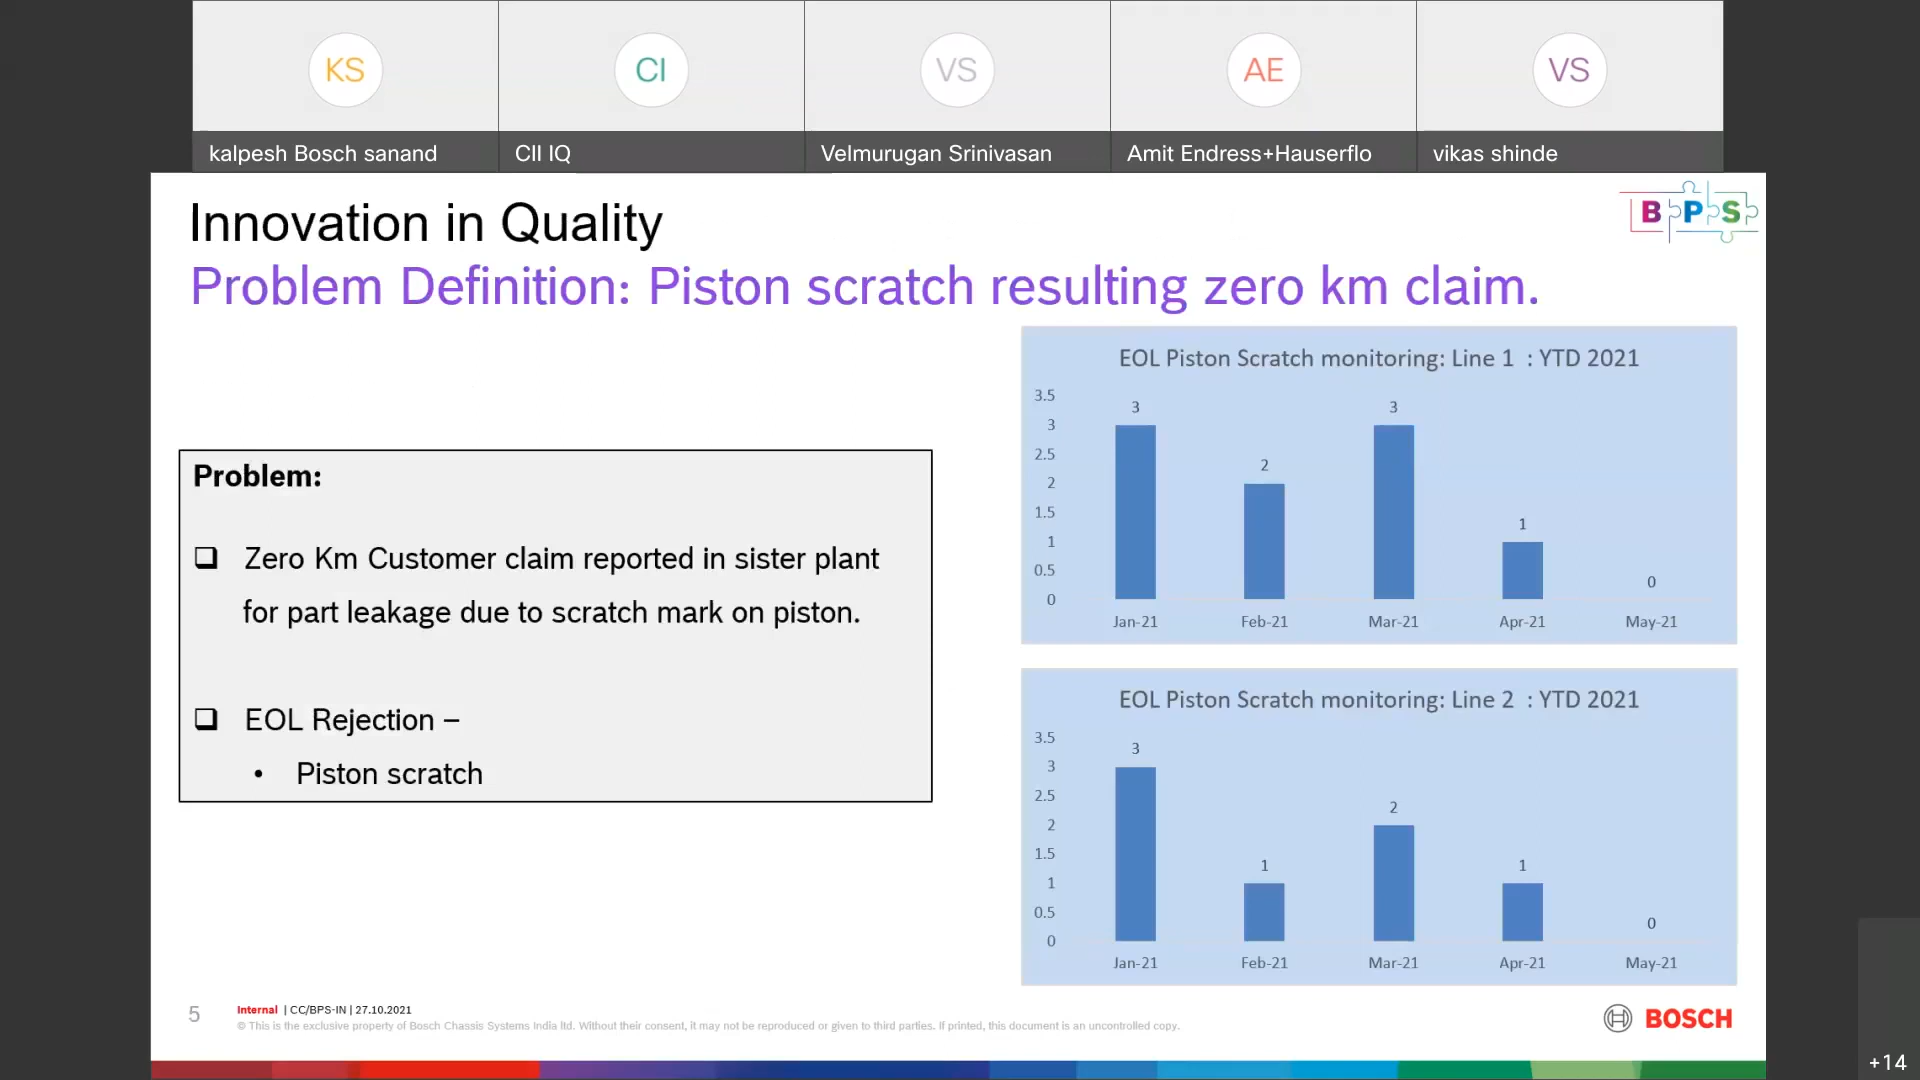 KS
CI
VS
AE
VS
kalpesh Bosch sanand
CII IQ
Velmurugan Srinivasan
Amit Endress+Hauserflo
vikas shinde
Innovation in Quality
BPS
Problem Definition: Piston scratch resulting zero km claim.
Problem:
Zero Km Customer claim reported in sister plant
for part leakage due to scratch mark on piston.
EOL Rejection –
• Piston scratch
EOL Piston Scratch monitoring: Line 1 : YTD 2021
3.5
3
2.5
2
1.5
1
0.5
0
3
2
3
1
0
Jan-21
Feb-21
Mar-21
Apr-21
May-21
EOL Piston Scratch monitoring: Line 2 : YTD 2021
3.5
3
2.5
2
1.5
1
0.5
0
3
1
2
1
0
Jan-21
Feb-21
Mar-21
Apr-21
May-21
5
Internal | CC/BPS-IN | 27.10.2021
© This is the exclusive property of Bosch Chassis Systems India ltd. Without their consent, it may not be reproduced or given to third parties. If printed, this document is an uncontrolled copy.
BOSCH
+14